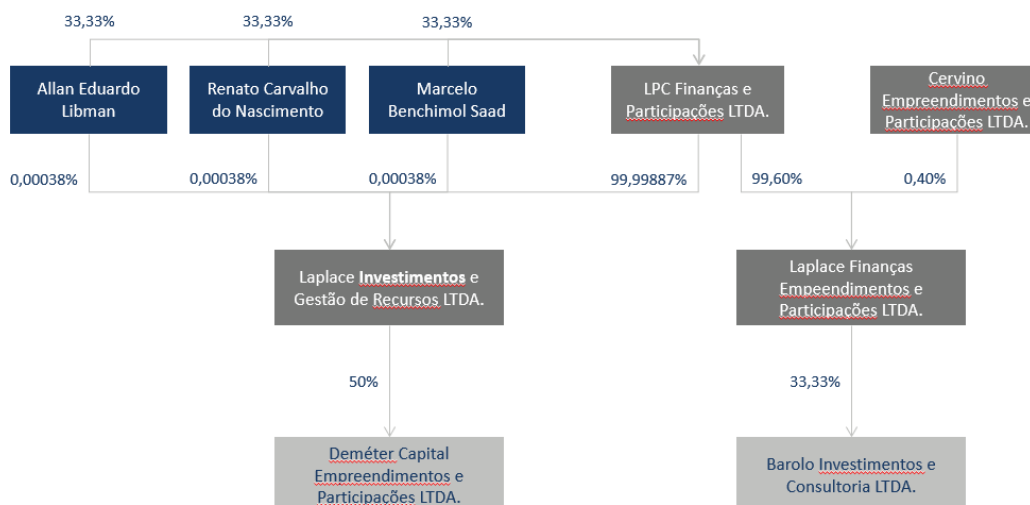 33,33%
33,33%
33,33%
Allan Eduardo
Libman
Renato Carvalho
do Nascimento
Marcelo
Benchimol Saad
LPC Finanças e
Participações LTDA.
Cervino
Empreendimentos e
Participações LTDA.
0,00038%
0,00038%
0,00038%
99,99887%
99,60%
0,40%
Laplace Investimentos e
Gestão de Recursos LTDA.
Laplace Finanças
Empeendimentos e
Participações LTDA.
50%
33,33%
Deméter Capital
Empreendimentos e
Participações LTDA.
Barolo Investimentos e
Consultoria LTDA.